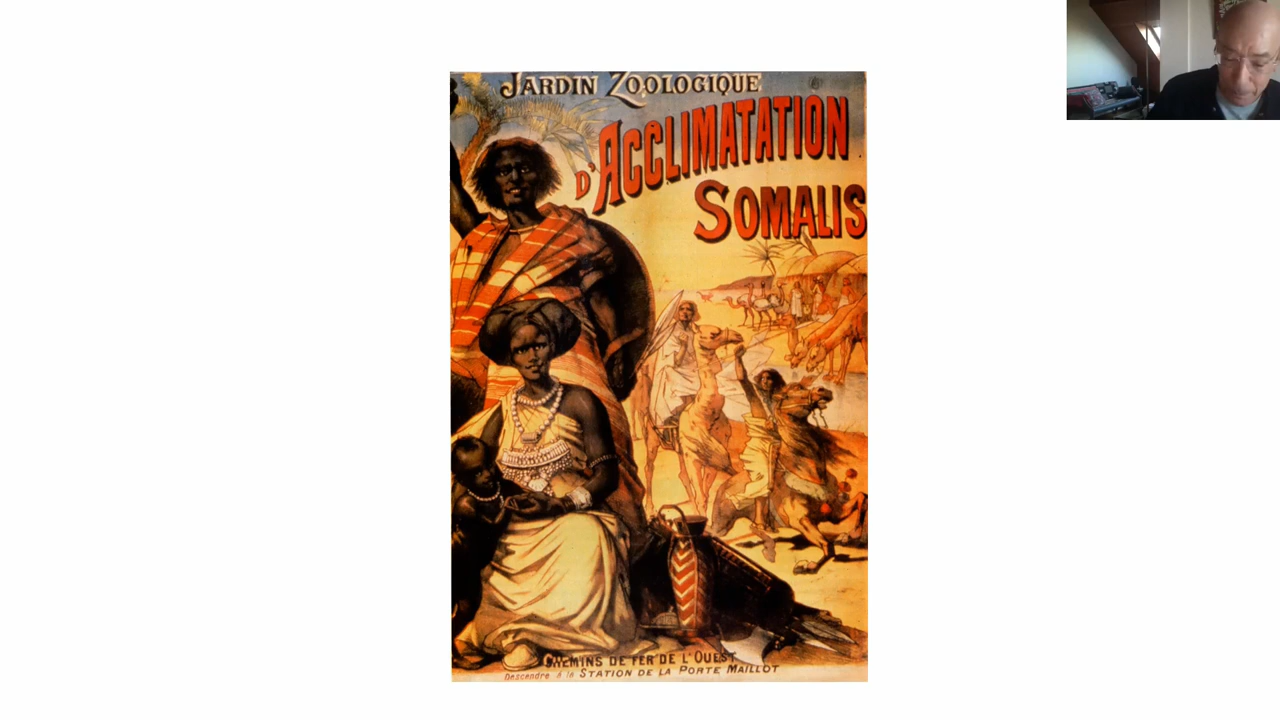 JARDIN ZOOLOGIQUE
D'ACCLIMATATION
SOMALIS
CHEMINS DE FER DE L'OUEST
Descendre à la STATION DE LA PORTE MAILLOT